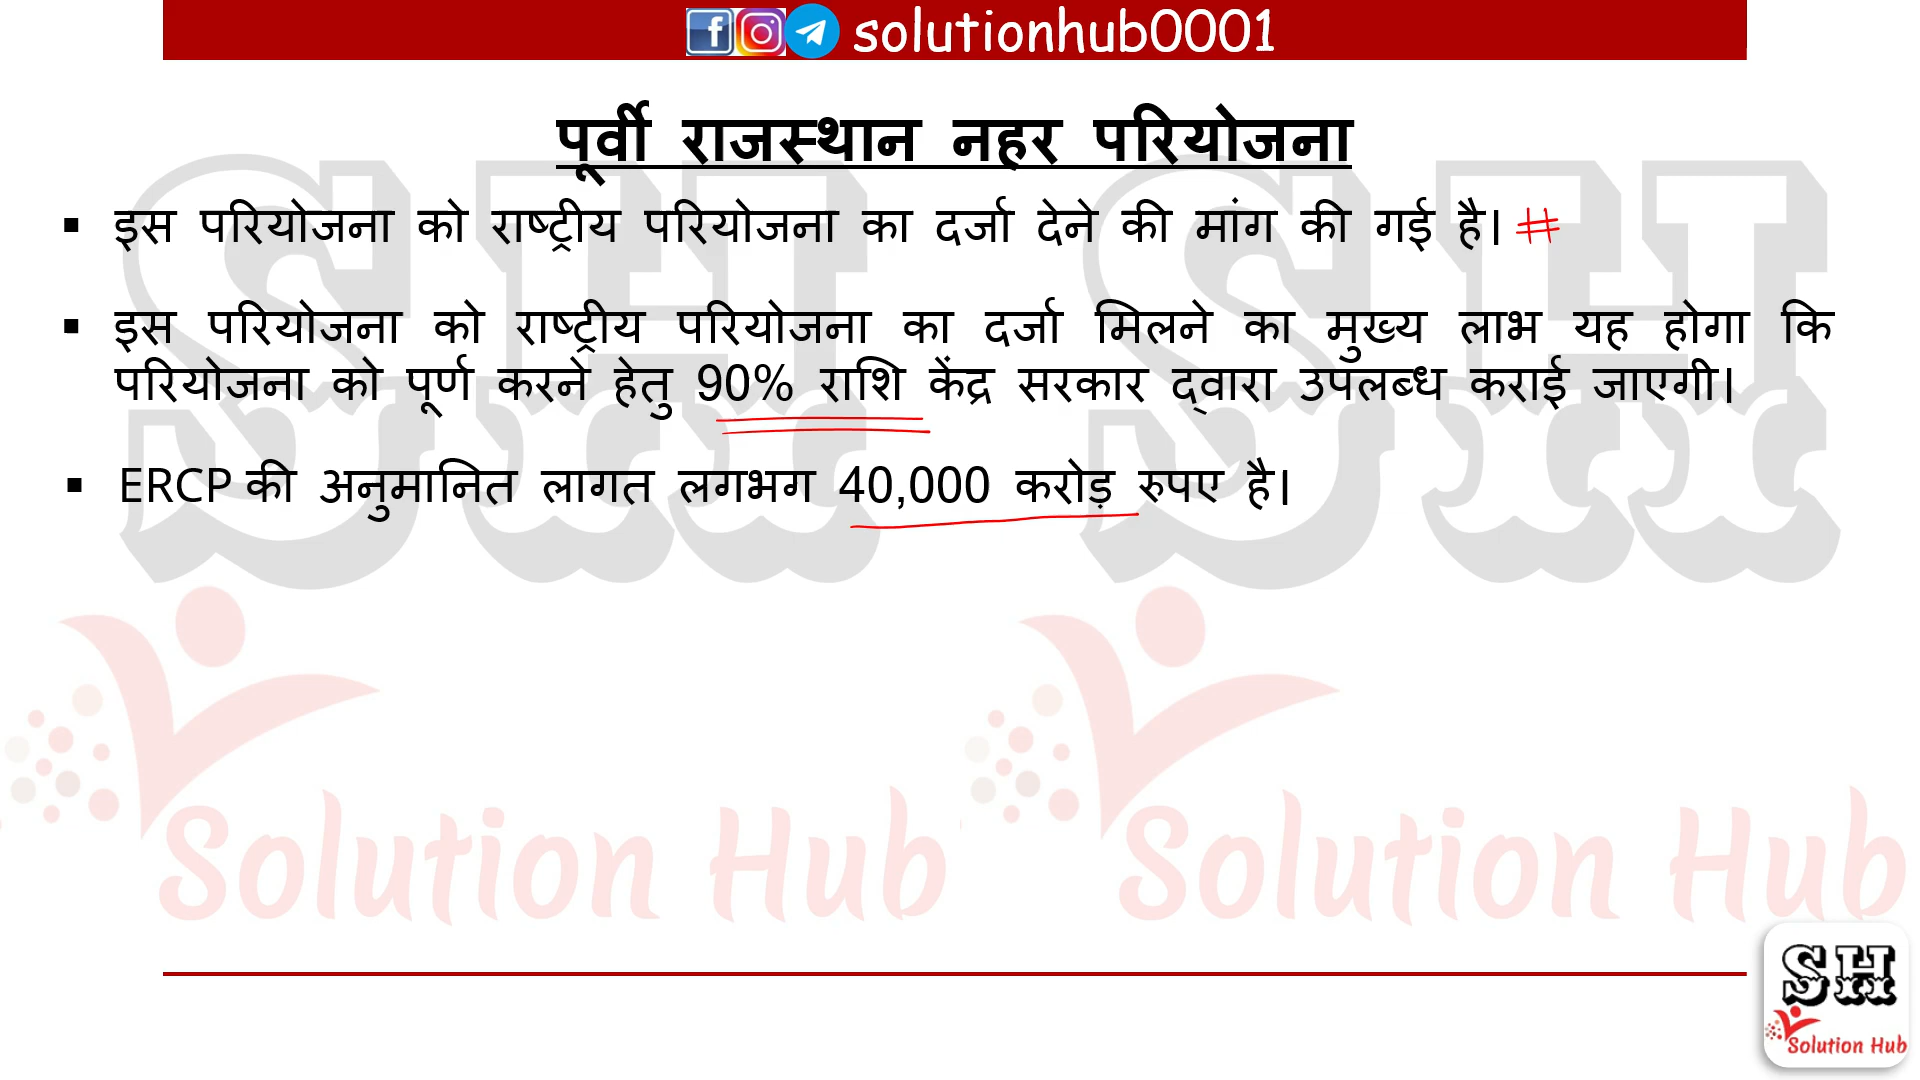 solutionhub0001
पूर्वी राजस्थान नहर परियोजना
▪ इस परियोजना को राष्ट्रीय परियोजना का दर्जा देने की मांग की गई है। #
▪ इस परियोजना को राष्ट्रीय परियोजना का दर्जा मिलने का मुख्य लाभ यह होगा कि
परियोजना को पूर्ण करने हेतु 90% राशि केंद्र सरकार द्वारा उपलब्ध कराई जाएगी।
▪ ERCP की अनुमानित लागत लगभग 40,000 करोड़ रुपए है।
SH SH
Solution Hub Solution Hub
SH
Solution Hub